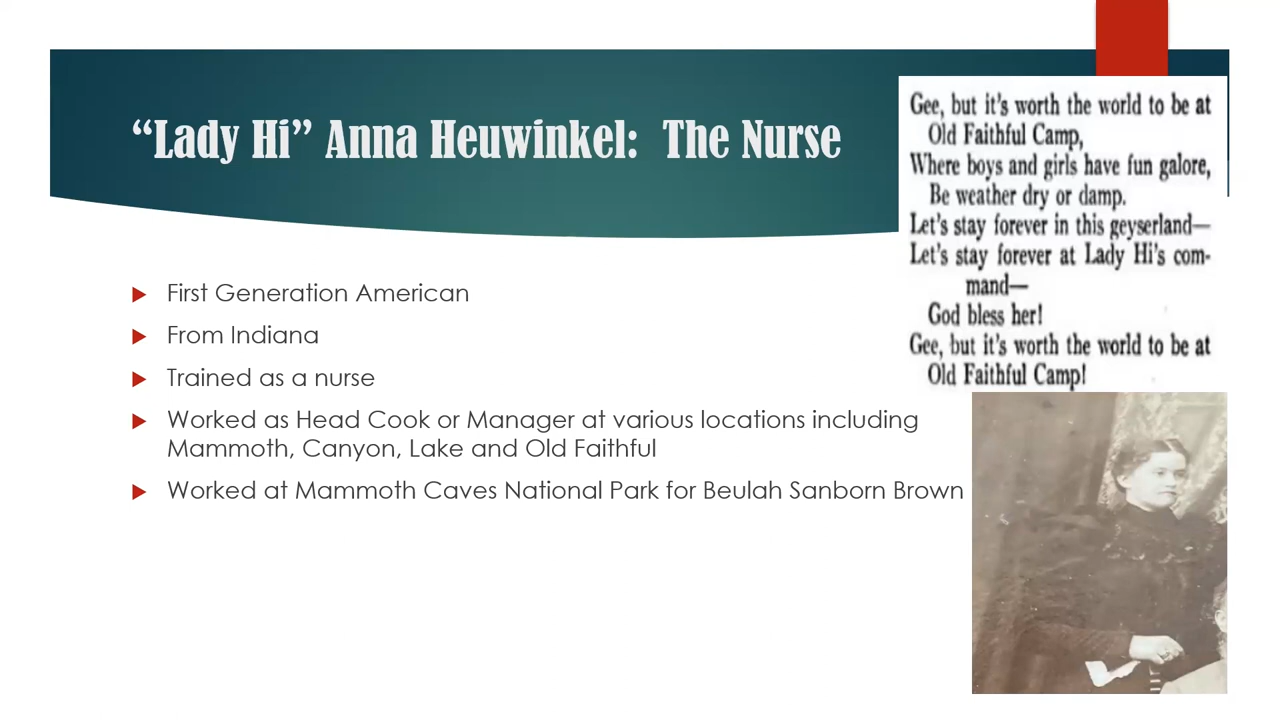 “Lady Hi” Anna Heuwinkel:  The Nurse
Gee, but it’s worth the world to be at
Old Faithful Camp,
Where boys and girls have fun galore,
Be weather dry or damp.
Let’s stay forever in this geyserland—
Let’s stay forever at Lady Hi’s com-
mand—
God bless her!
Gee, but it’s worth the world to be at
Old Faithful Camp!
First Generation American
From Indiana
Trained as a nurse
Worked as Head Cook or Manager at various locations including
Mammoth, Canyon, Lake and Old Faithful
Worked at Mammoth Caves National Park for Beulah Sanborn Brown